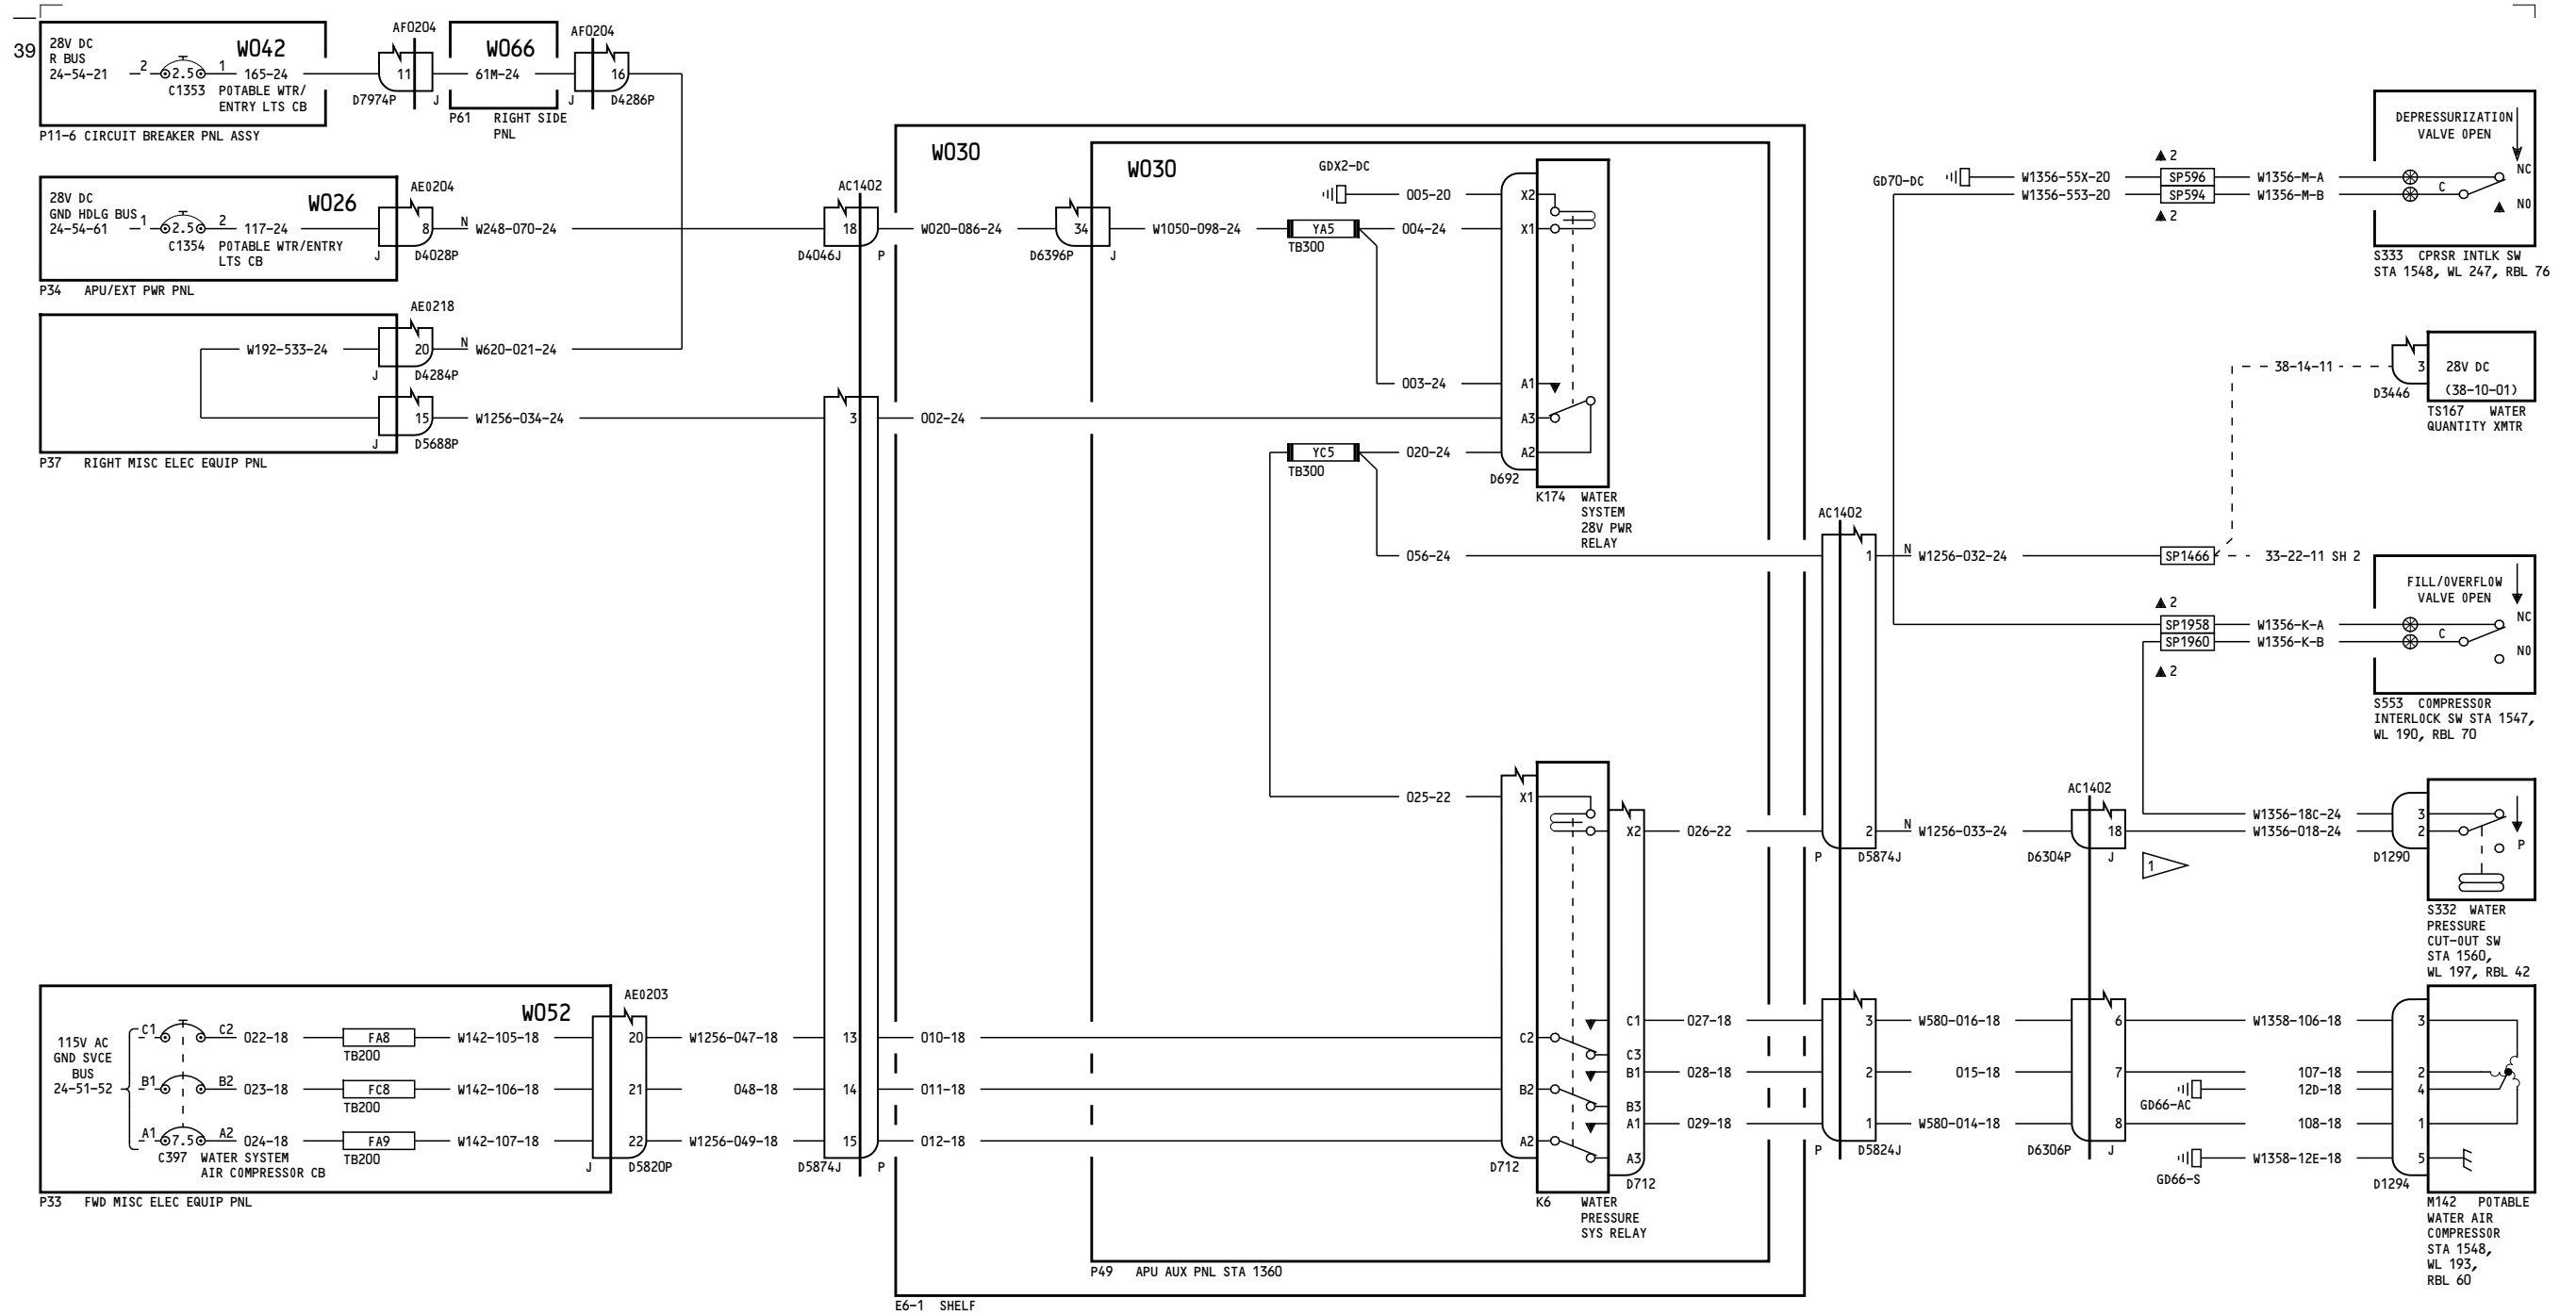 39
28V DC
R BUS
24-54-21
2
2.5
1
165-24
W042
C1353
POTABLE WTR/
ENTRY LTS CB
P11-6 CIRCUIT BREAKER PNL ASSY
AF0204
11
D7974P
J
W066
61M-24
P61 RIGHT SIDE
PNL
AF0204
16
J
D4286P
28V DC
GND HDLG BUS
24-54-61
1
2.5
2
117-24
W026
C1354
POTABLE WTR/ENTRY
LTS CB
P34 APU/EXT PWR PNL
AE0204
8
J
D4028P
N
W248-070-24
AE0218
W192-533-24
20
J
D4284P
N
W620-021-24
15
J
D5688P
W1256-034-24
P37 RIGHT MISC ELEC EQUIP PNL
AC1402
18
D4046J
P
3
W030
W020-086-24
34
D6396P
J
002-24
W030
W1050-098-24
GDX2-DC
005-20
YA5
TB300
004-24
003-24
YC5
TB300
020-24
056-24
025-22
X2
X1
A1
A3
A2
D692
K174 WATER
SYSTEM
28V PWR
RELAY
AC1402
1
N
W1256-032-24
SP1466
33-22-11 SH 2
38-14-11
GD70-DC
W1356-55X-20
W1356-553-20
▲ 2
SP596
SP594
▲ 2
W1356-M-A
W1356-M-B
DEPRESSURIZATION
VALVE OPEN
NC
C
NO
S333 CPRSR INTLK SW
STA 1548, WL 247, RBL 76
3
D3446
28V DC
(38-10-01)
TS167 WATER
QUANTITY XMTR
▲ 2
SP1958
SP1960
▲ 2
W1356-K-A
W1356-K-B
FILL/OVERFLOW
VALVE OPEN
NC
C
NO
S553 COMPRESSOR
INTERLOCK SW STA 1547,
WL 190, RBL 70
X1
X2
026-22
2
P
D5874J
N
W1256-033-24
AC1402
18
D6304P
J
1
W1356-18C-24
W1356-018-24
3
2
D1290
P
S332 WATER
PRESSURE
CUT-OUT SW
STA 1560,
WL 197, RBL 42
115V AC
GND SVCE
BUS
24-51-52
W052
C1
C2
022-18
FA8
TB200
W142-105-18
B1
B2
023-18
FC8
TB200
W142-106-18
A1
7.5
A2
024-18
FA9
TB200
W142-107-18
C397
WATER SYSTEM
AIR COMPRESSOR CB
P33 FWD MISC ELEC EQUIP PNL
AE0203
20
21
22
J
D5820P
W1256-047-18
048-18
W1256-049-18
13
14
15
D5874J
P
010-18
011-18
012-18
C2
B2
A2
D712
C1
C3
B1
B3
A1
A3
D712
K6 WATER
PRESSURE
SYS RELAY
027-18
028-18
029-18
3
2
1
P
D5824J
W580-016-18
015-18
W580-014-18
6
7
8
D6306P
J
W1358-106-18
107-18
GD66-AC
12D-18
108-18
GD66-S
W1358-12E-18
3
2
4
1
5
D1294
M142 POTABLE
WATER AIR
COMPRESSOR
STA 1548,
WL 193,
RBL 60
P49 APU AUX PNL STA 1360
E6-1 SHELF